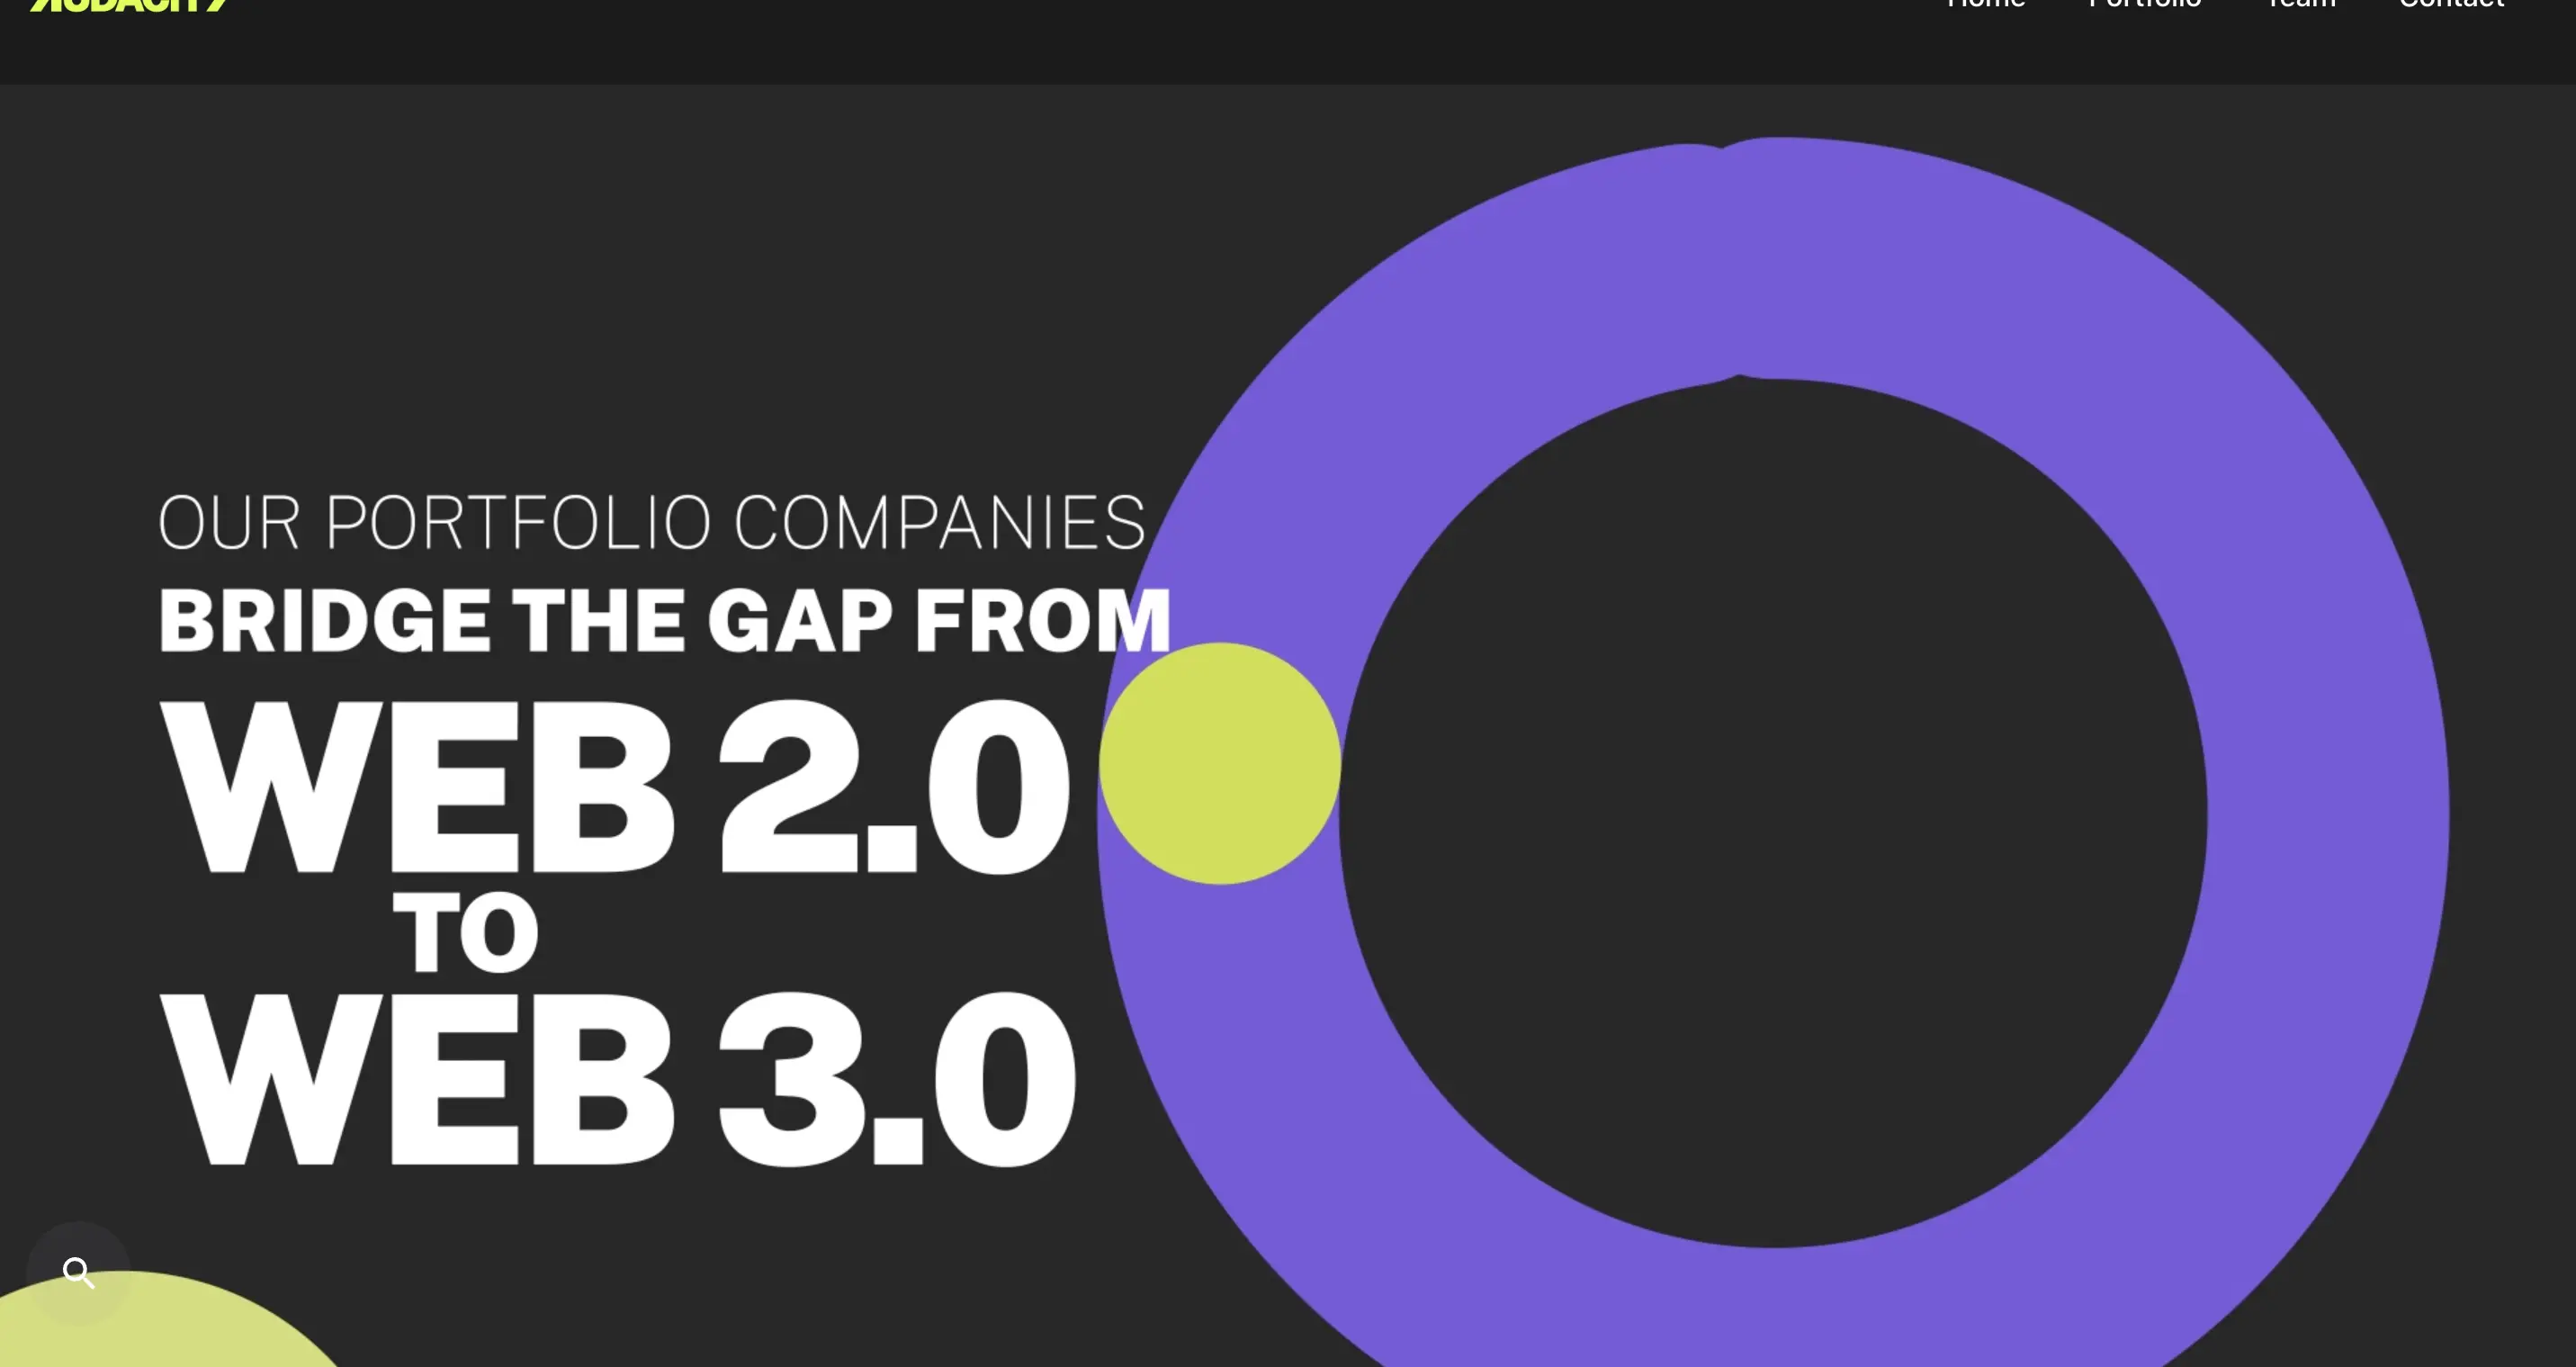 AUDACITY
Home Portfolio Team Contact
OUR PORTFOLIO COMPANIES
BRIDGE THE GAP FROM
WEB 2.0
TO
WEB 3.0